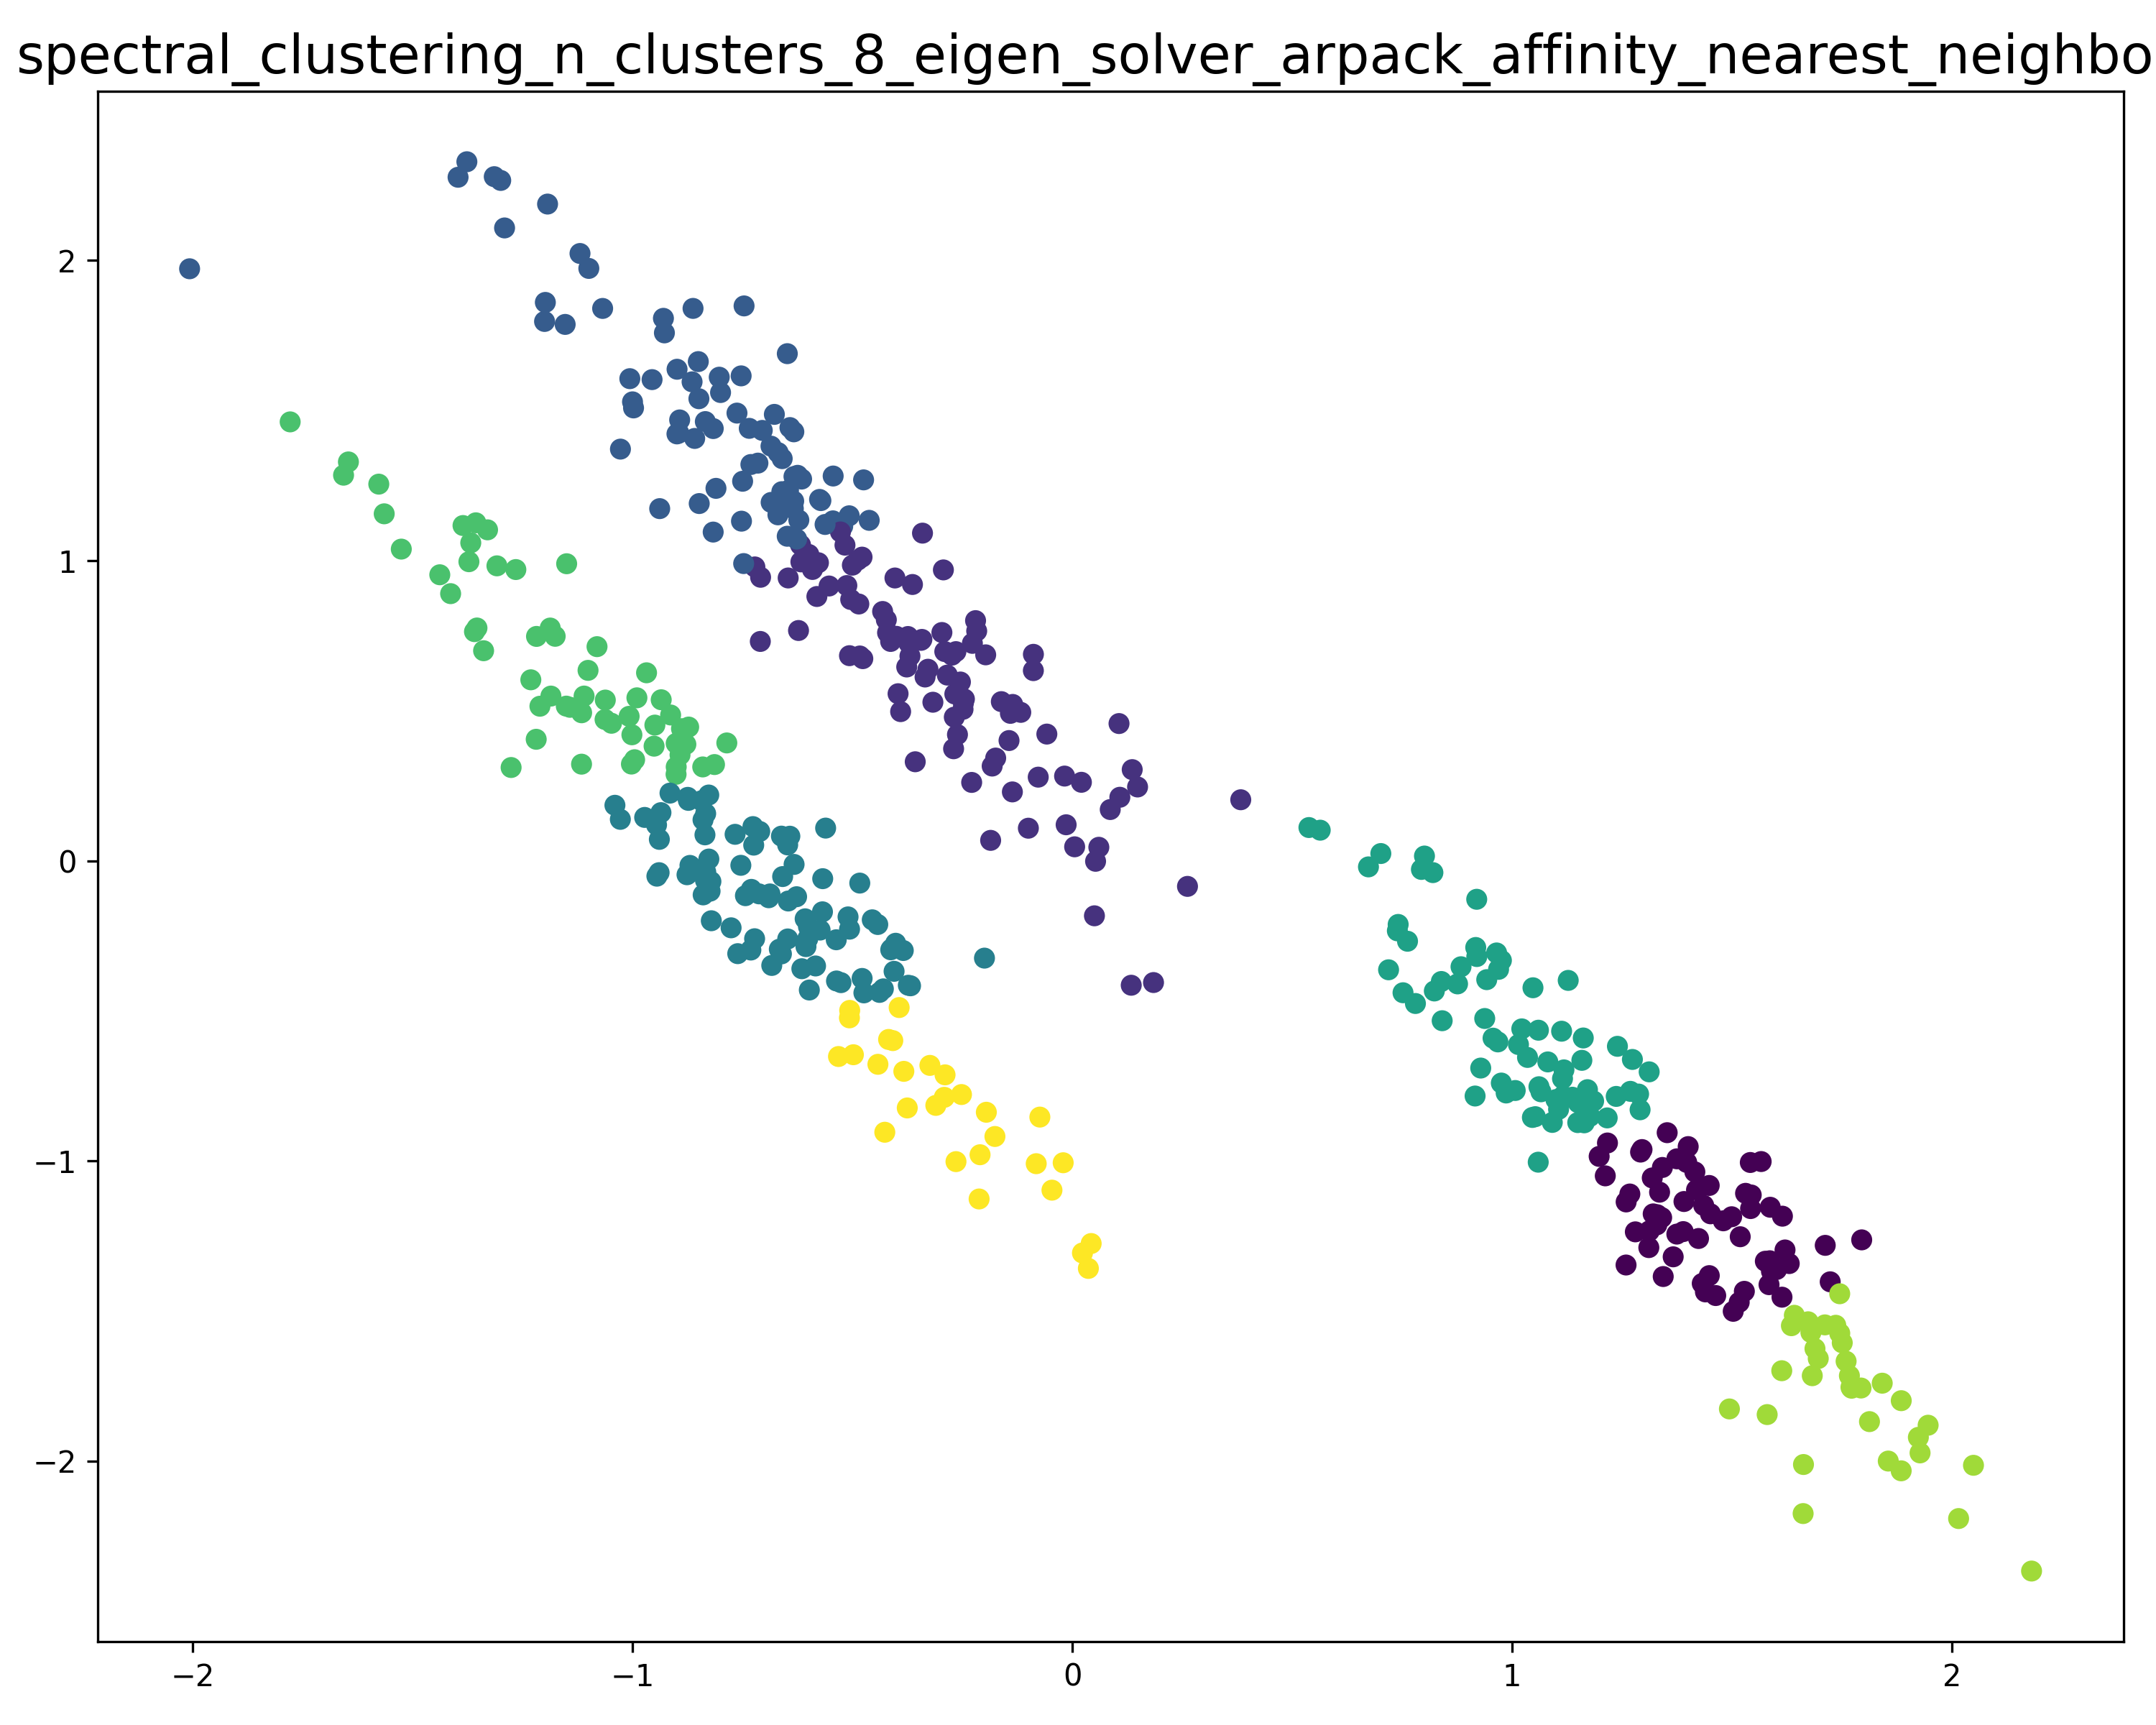 spectral_clustering_n_clusters_8_eigen_solver_arpack_affinity_nearest_neighbo
2
1
0
−1
−2
−2 −1 0 1 2